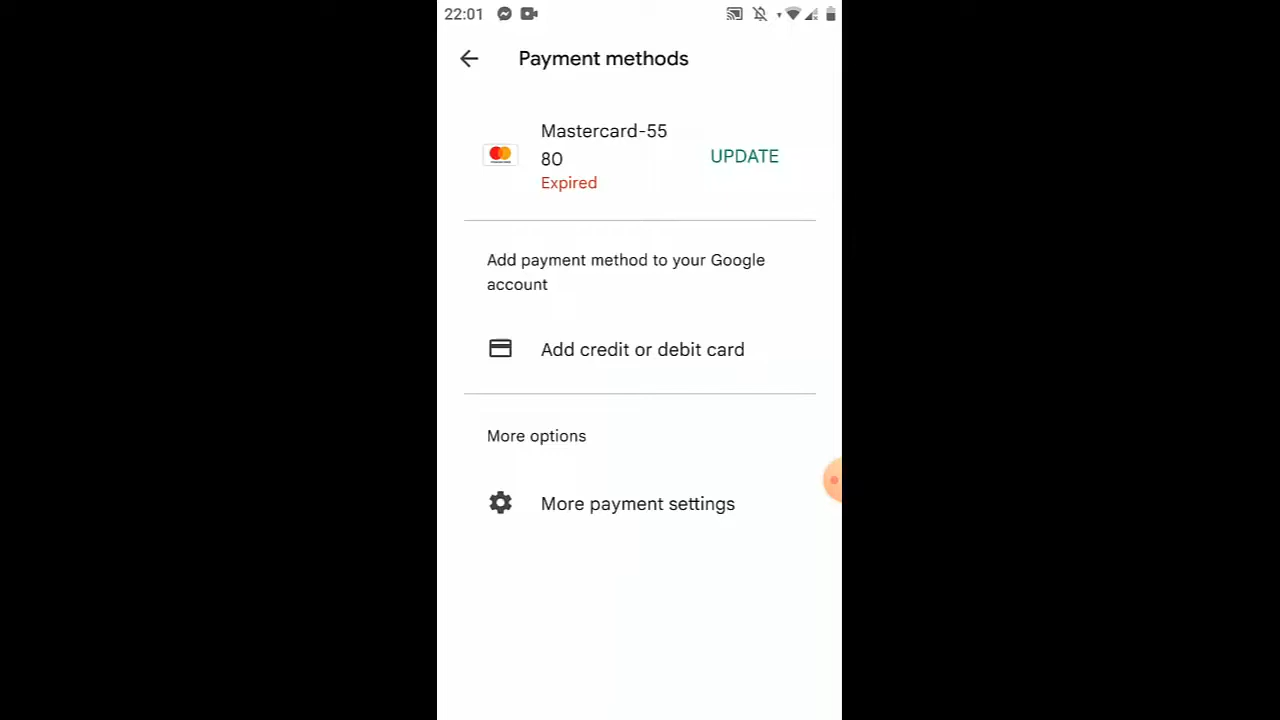 22:01
Payment methods
Mastercard-55
80
UPDATE
Expired
Add payment method to your Google
account
Add credit or debit card
More options
More payment settings